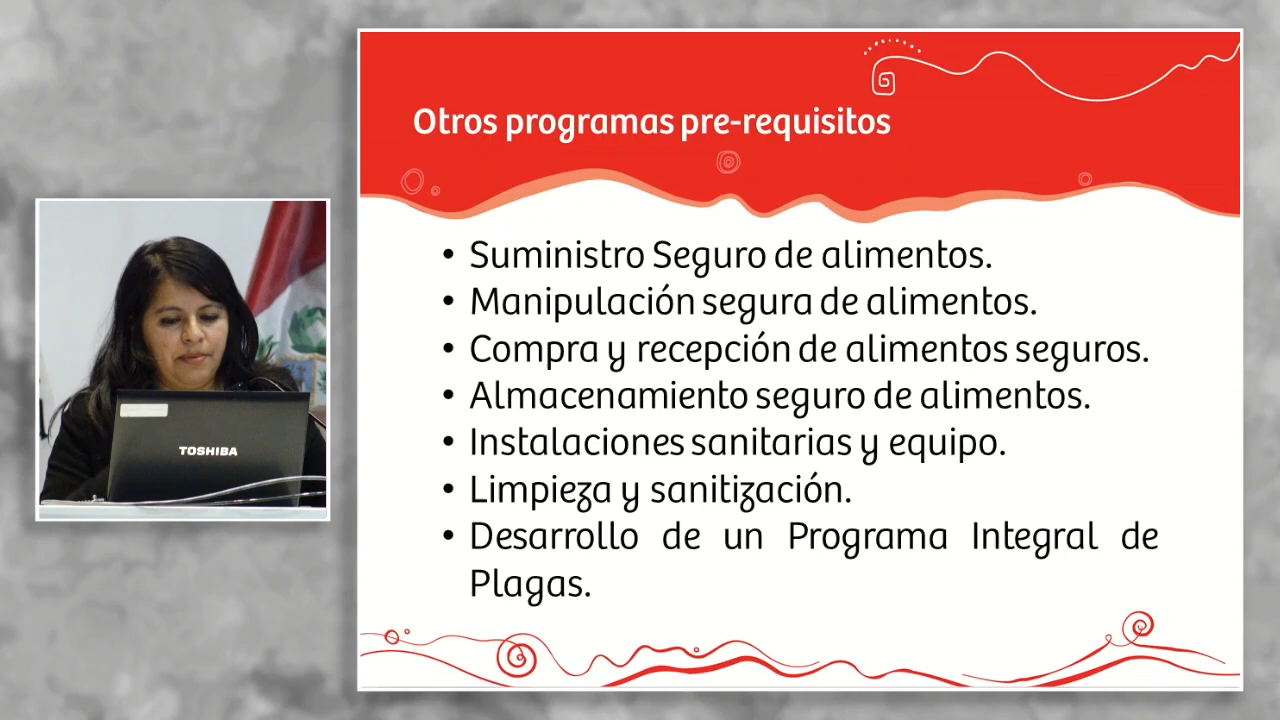 Otros programas pre-requisitos
• Suministro Seguro de alimentos.
• Manipulación segura de alimentos.
• Compra y recepción de alimentos seguros.
• Almacenamiento seguro de alimentos.
• Instalaciones sanitarias y equipo.
• Limpieza y sanitización.
• Desarrollo de un Programa Integral de
Plagas.
TOSHIBA